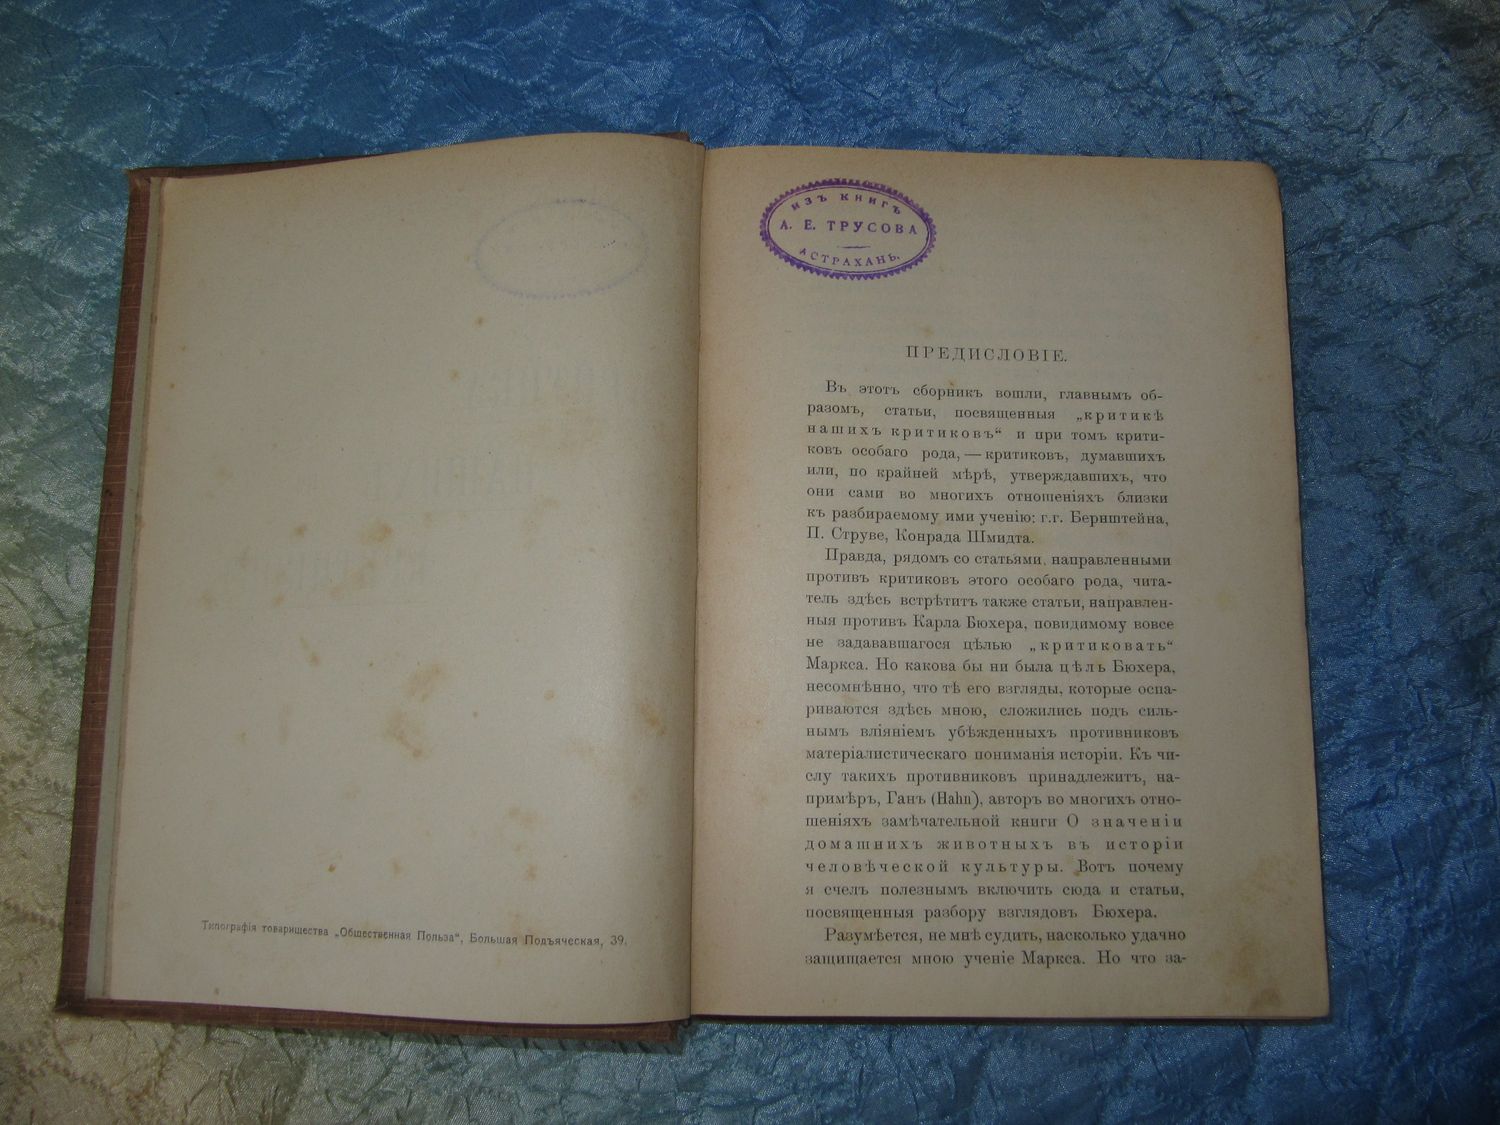 Типографія товарищества „Общественная Польза“, Большая Подъяческая, 39.
ИЗЪ КНИГЪ
А. Е. ТРУСОВА
АСТРАХАНЬ.
ПРЕДИСЛОВІЕ.
Въ этотъ сборникъ вошли, главнымъ об-
разомъ, статьи, посвященныя „критикѣ
нашихъ критиковъ“ и при томъ крити-
ковъ особаго рода, — критиковъ, думавшихъ
или, по крайней мѣрѣ, утверждавшихъ, что
они сами во многихъ отношеніяхъ близки
къ разбираемому ими ученію: г.г. Бернштейна,
П. Струве, Конрада Шмидта.
Правда, рядомъ со статьями, направленными
противъ критиковъ этого особаго рода, чита-
тель здѣсь встрѣтитъ также статьи, направлен-
ныя противъ Карла Бюхера, повидимому вовсе
не задававшагося цѣлью „критиковать“
Маркса. Но какова бы ни была цѣль Бюхера,
несомнѣнно, что тѣ его взгляды, которые оспа-
риваются здѣсь мною, сложились подъ силь-
нымъ вліяніемъ убѣжденныхъ противниковъ
матеріалистическаго пониманія исторіи. Къ чи-
слу такихъ противниковъ принадлежитъ, на-
примѣръ, Ганъ (Hahn), авторъ во многихъ отно-
шеніяхъ замѣчательной книги О значеніи
домашнихъ животныхъ въ исторіи
человѣческой культуры. Вотъ почему
я счелъ полезнымъ включить сюда и статьи,
посвященныя разбору взглядовъ Бюхера.
Разумѣется, не мнѣ судить, насколько удачно
защищается мною ученіе Маркса. Но что за-